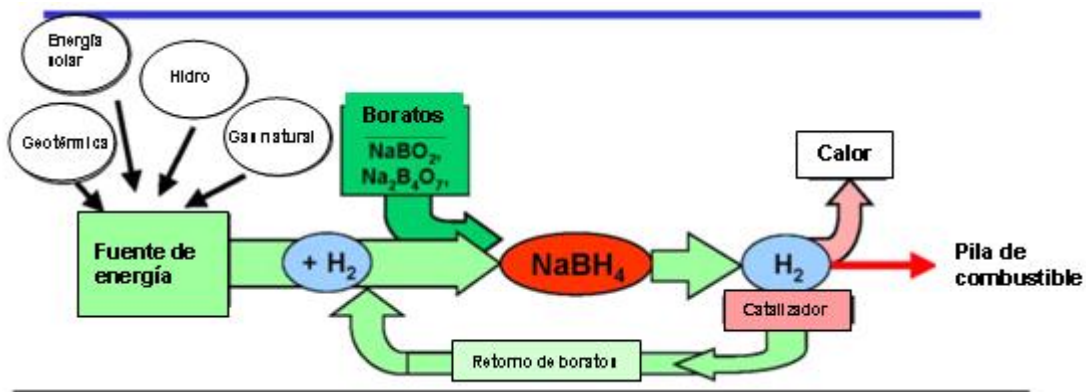 Energía
solar
Hidro
Geotérmica
Gas natural
Boratos
NaBO₂,
Na₂B₄O₇,
Calor
Fuente de
energía
+ H₂
NaBH₄
H₂
Pila de
combustible
Catalizador
Retorno de boratos